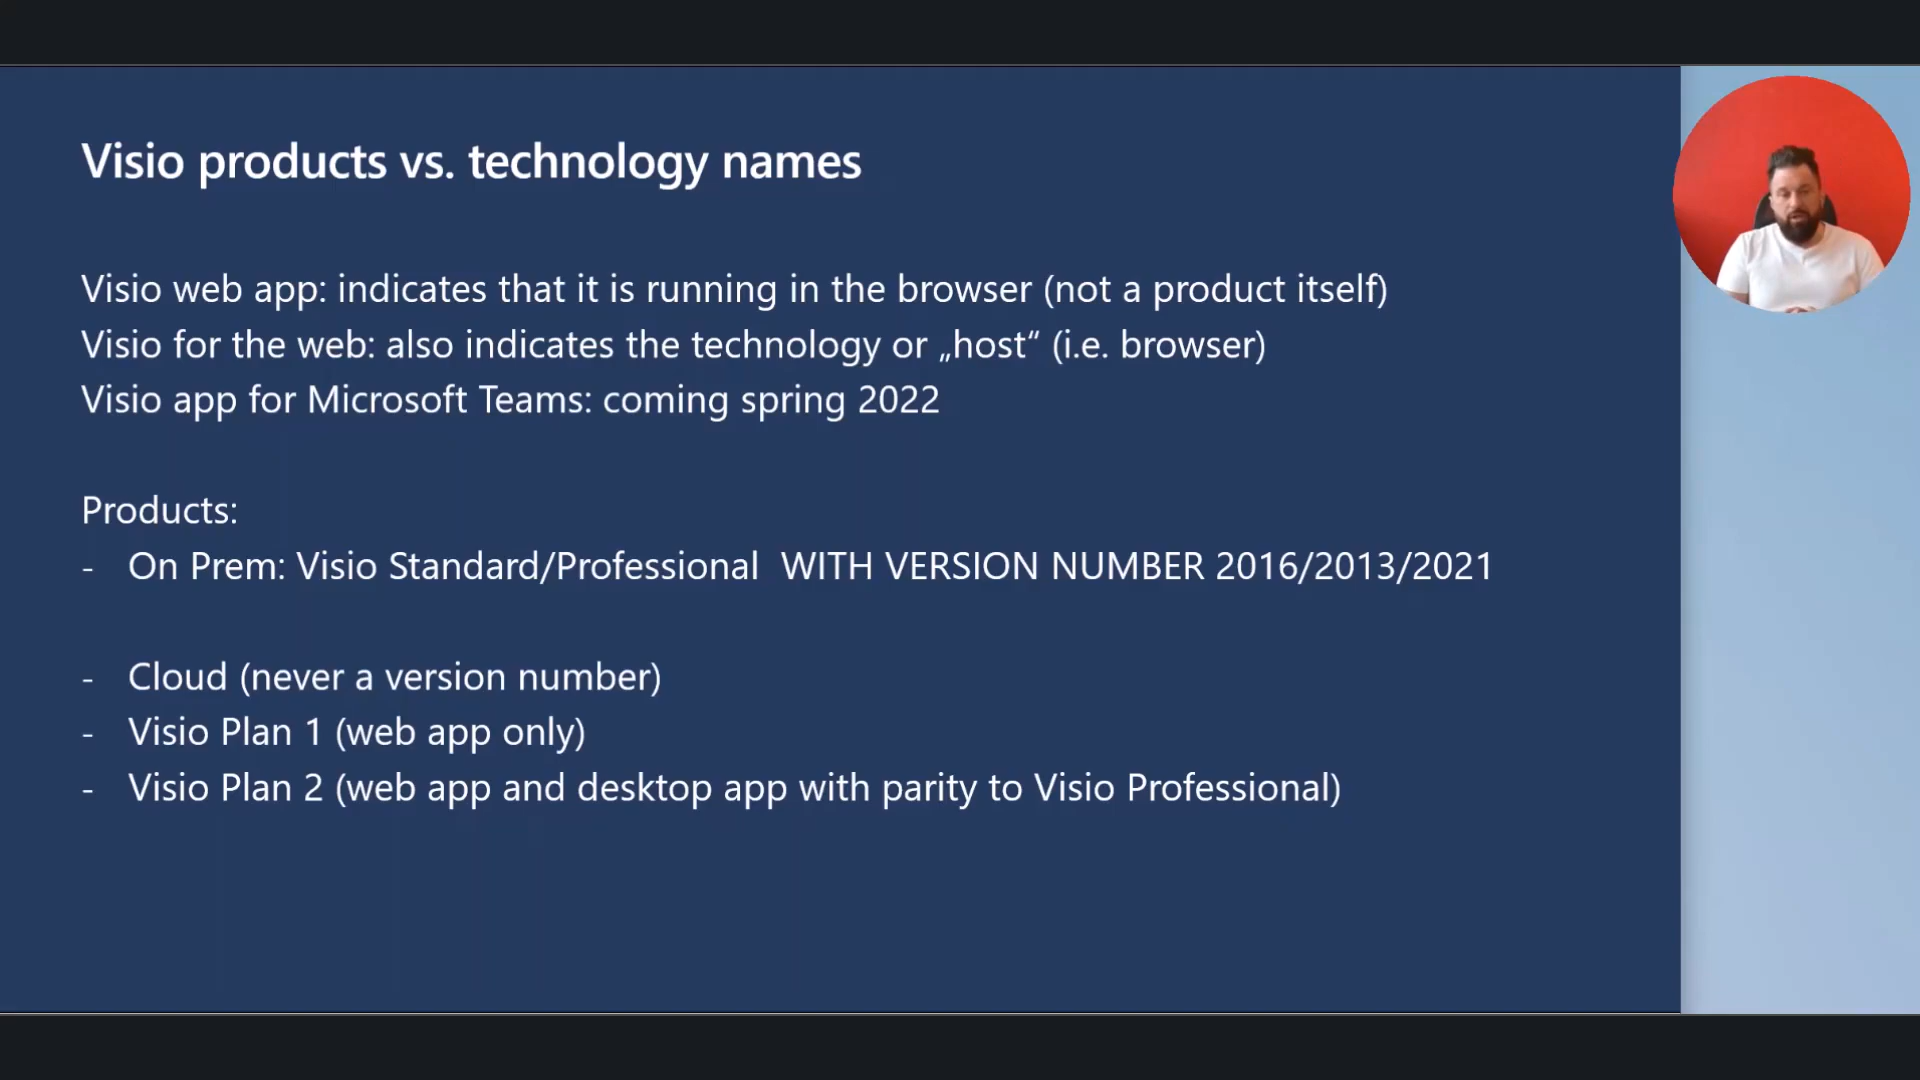 Visio products vs. technology names
Visio web app: indicates that it is running in the browser (not a product itself)
Visio for the web: also indicates the technology or „host“ (i.e. browser)
Visio app for Microsoft Teams: coming spring 2022
Products:
- On Prem: Visio Standard/Professional  WITH VERSION NUMBER 2016/2013/2021
- Cloud (never a version number)
- Visio Plan 1 (web app only)
- Visio Plan 2 (web app and desktop app with parity to Visio Professional)